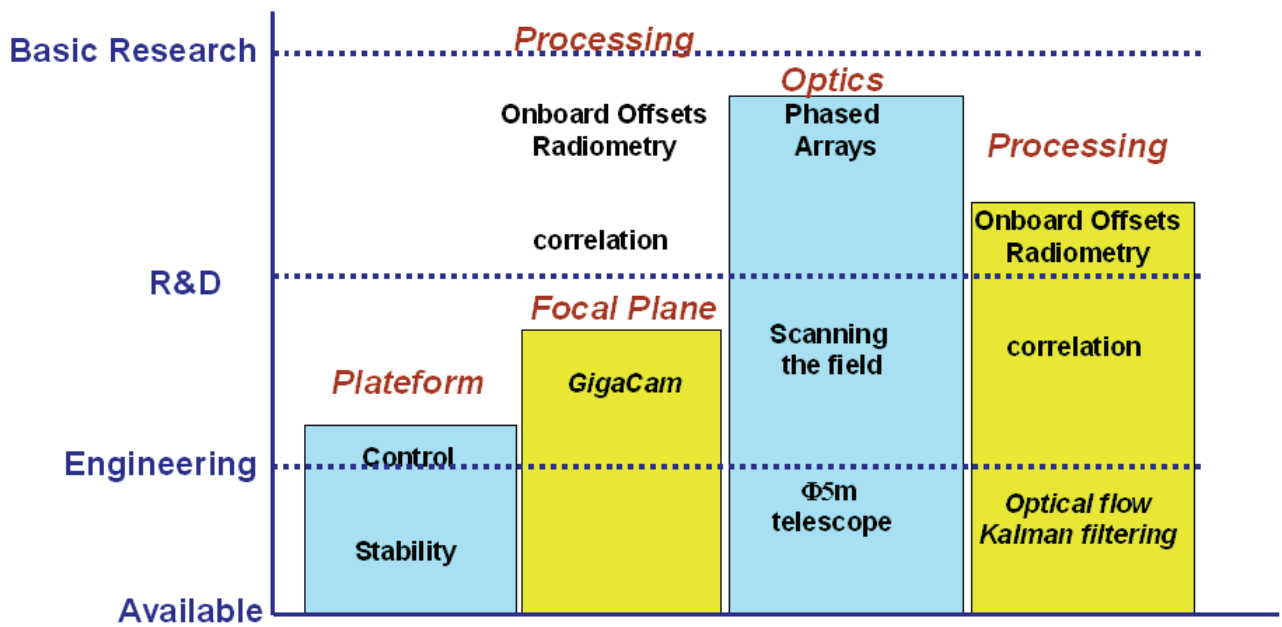 Basic Research
Processing
Optics
Onboard Offsets
Radiometry
Phased
Arrays
Processing
Onboard Offsets
Radiometry
correlation
R&D
Focal Plane
Scanning
the field
correlation
Plateform
GigaCam
Engineering
Control
Φ5m
telescope
Optical flow
Kalman filtering
Stability
Available